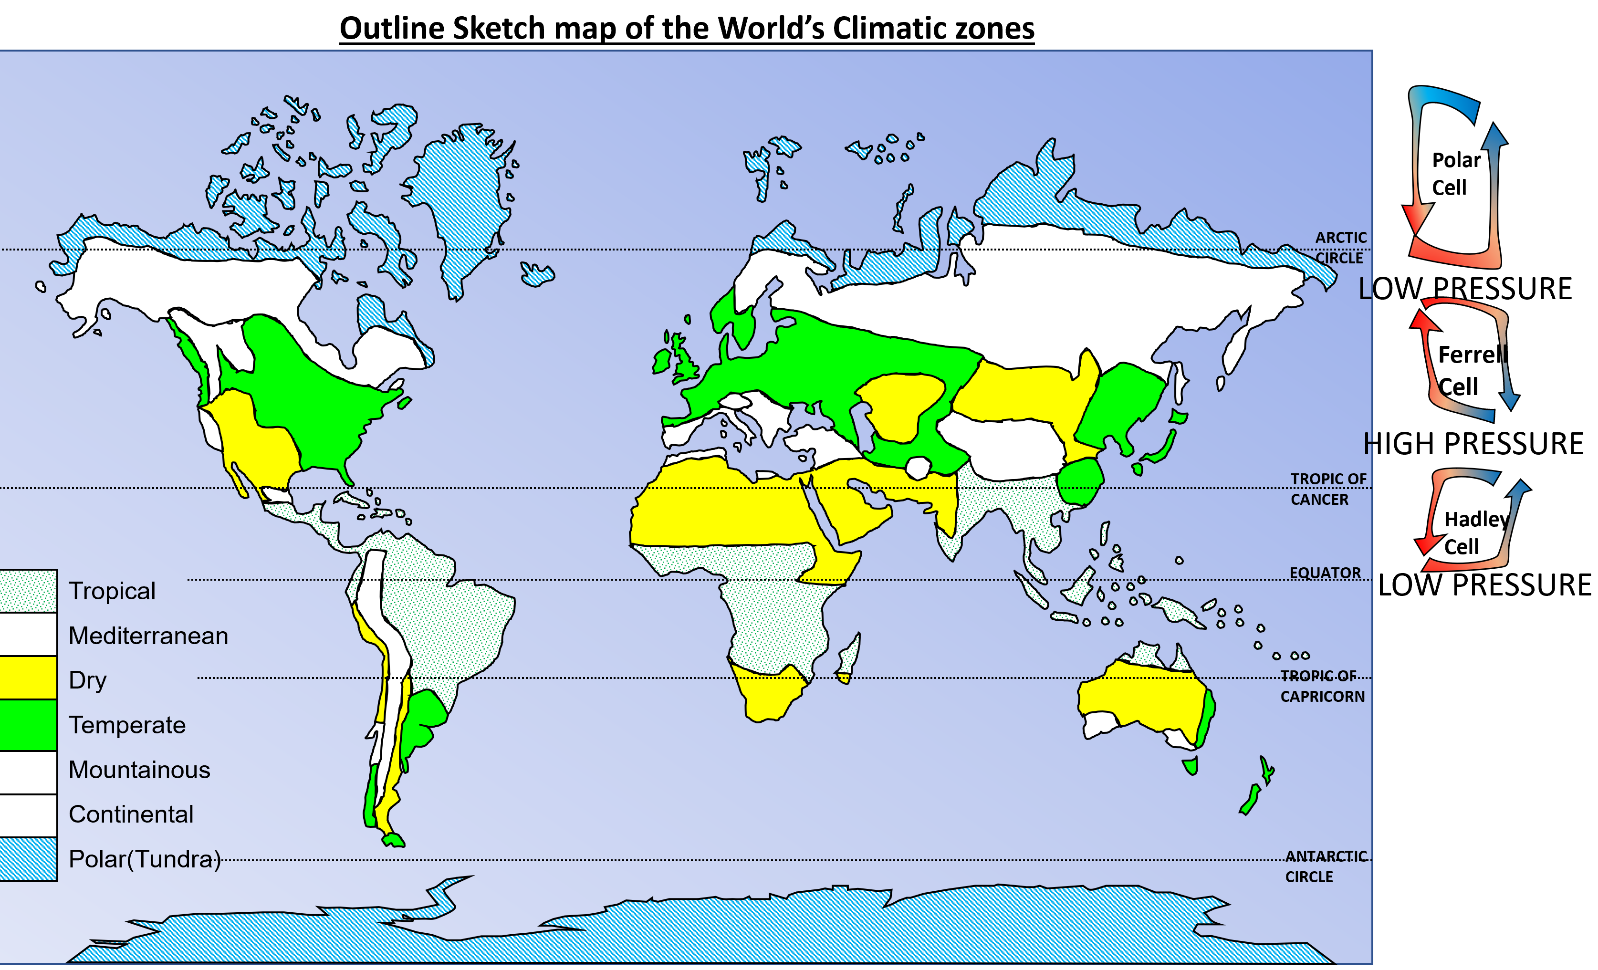 Outline Sketch map of the World’s Climatic zones
Polar
Cell
ARCTIC
CIRCLE
LOW PRESSURE
Ferrell
Cell
HIGH PRESSURE
TROPIC OF
CANCER
Hadley
Cell
EQUATOR
LOW PRESSURE
Tropical
Mediterranean
Dry
Temperate
Mountainous
Continental
Polar(Tundra)
TROPIC OF
CAPRICORN
ANTARCTIC
CIRCLE